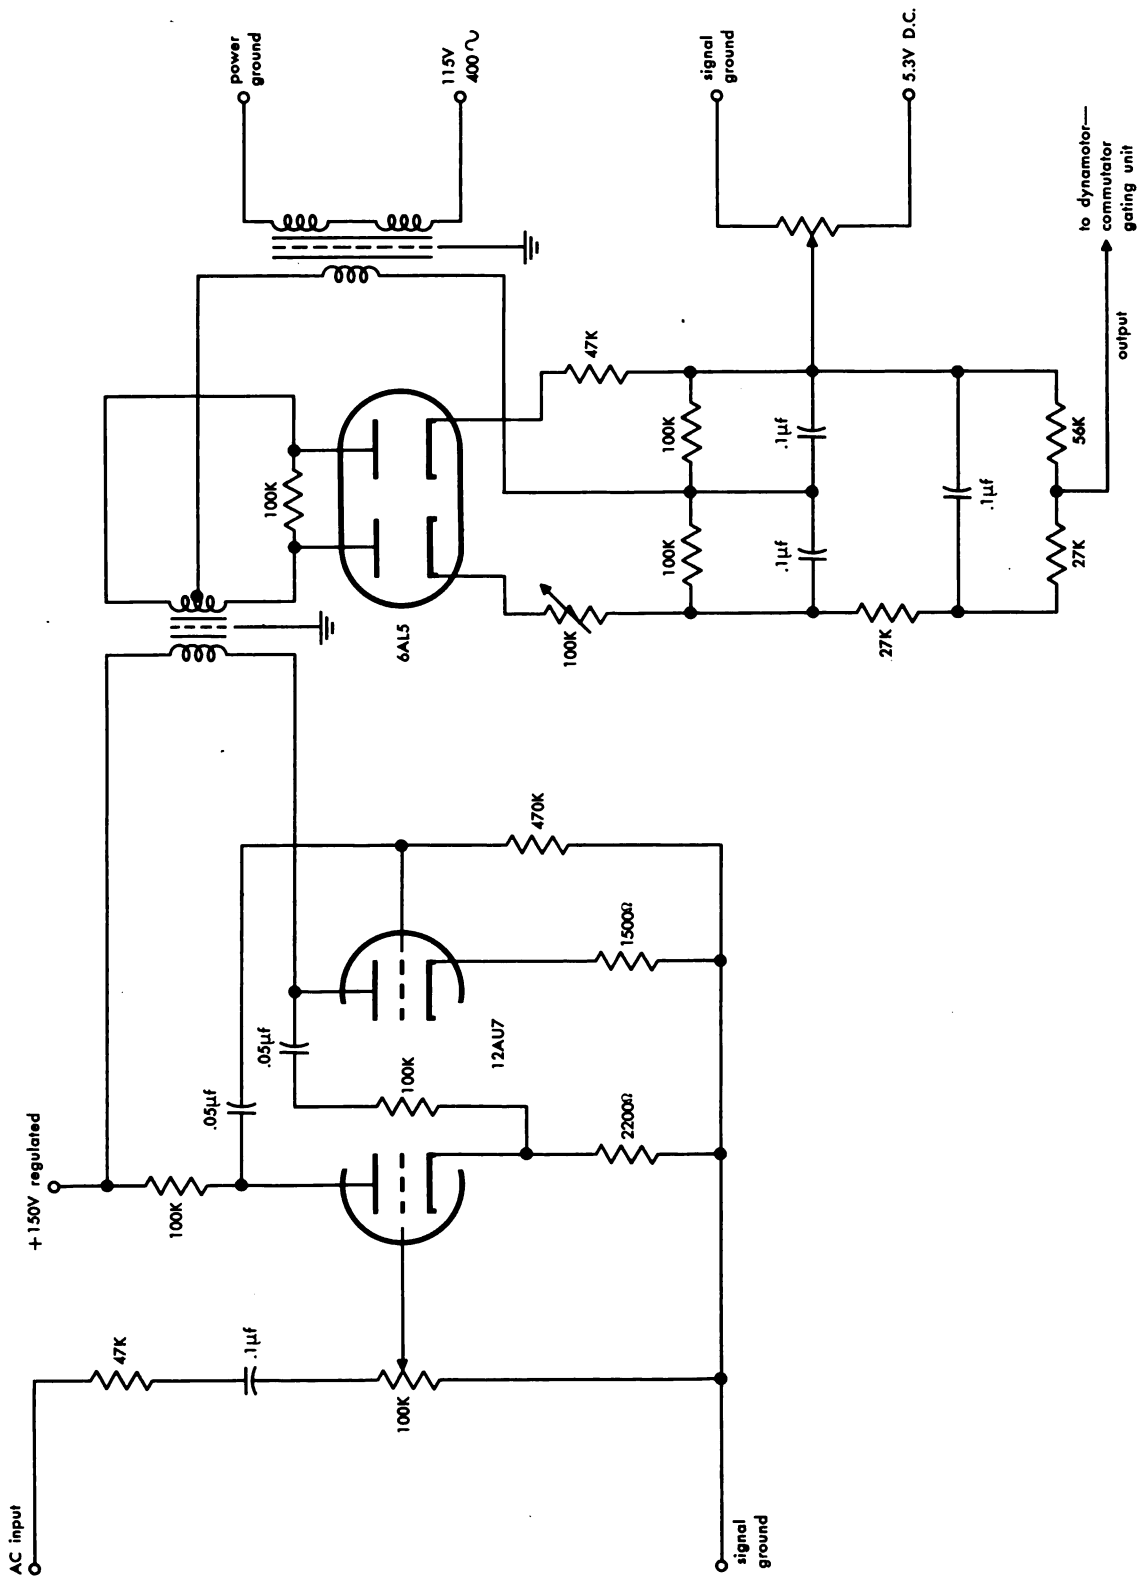 AC input
+150V regulated
47K
100K
.05µf
power
ground
.1µf
.05µf
100K
100K
100K
6AL5
115V
400~
12AU7
470K
100K
47K
2200Ω
1500Ω
100K
100K
signal
ground
signal
ground
.1µf
.1µf
27K
5.3V D.C.
.1µf
27K
56K
to dynamotor—
commutator
gating unit
output